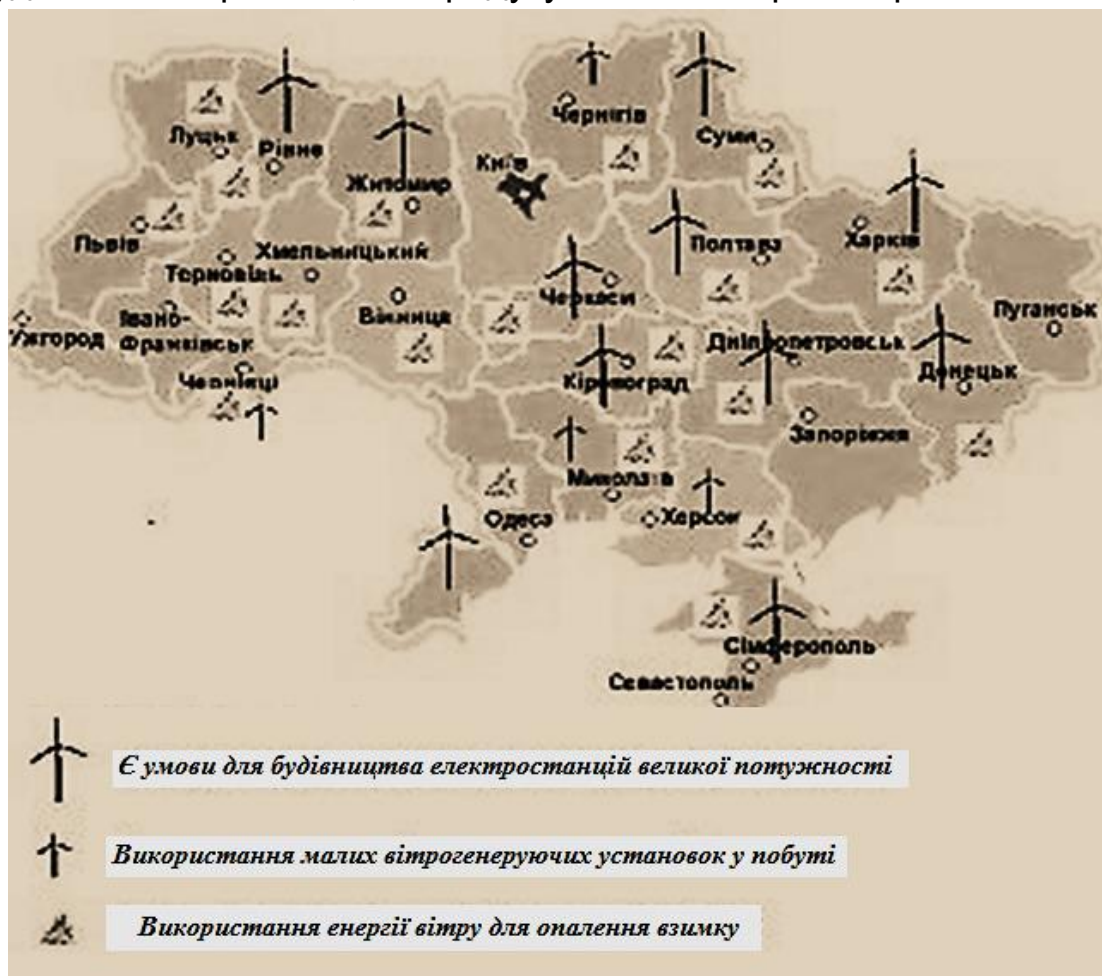 Луцьк
Рівне
Житомир
Київ
Чернігів
Суми
Львів
Тернопіль
Хмельницький
Вінниця
Черкаси
Полтава
Харків
Пуганськ
Ужгород
Івано-
Франківськ
Чернівці
Кіровоград
Дніпропетровськ
Донецьк
Запоріжжя
Миколаїв
Одеса
Херсон
Сімферополь
Севастополь
Є умови для будівництва електростанцій великої потужності
Використання малих вітрогенеруючих установок у побуті
Використання енергії вітру для опалення взимку